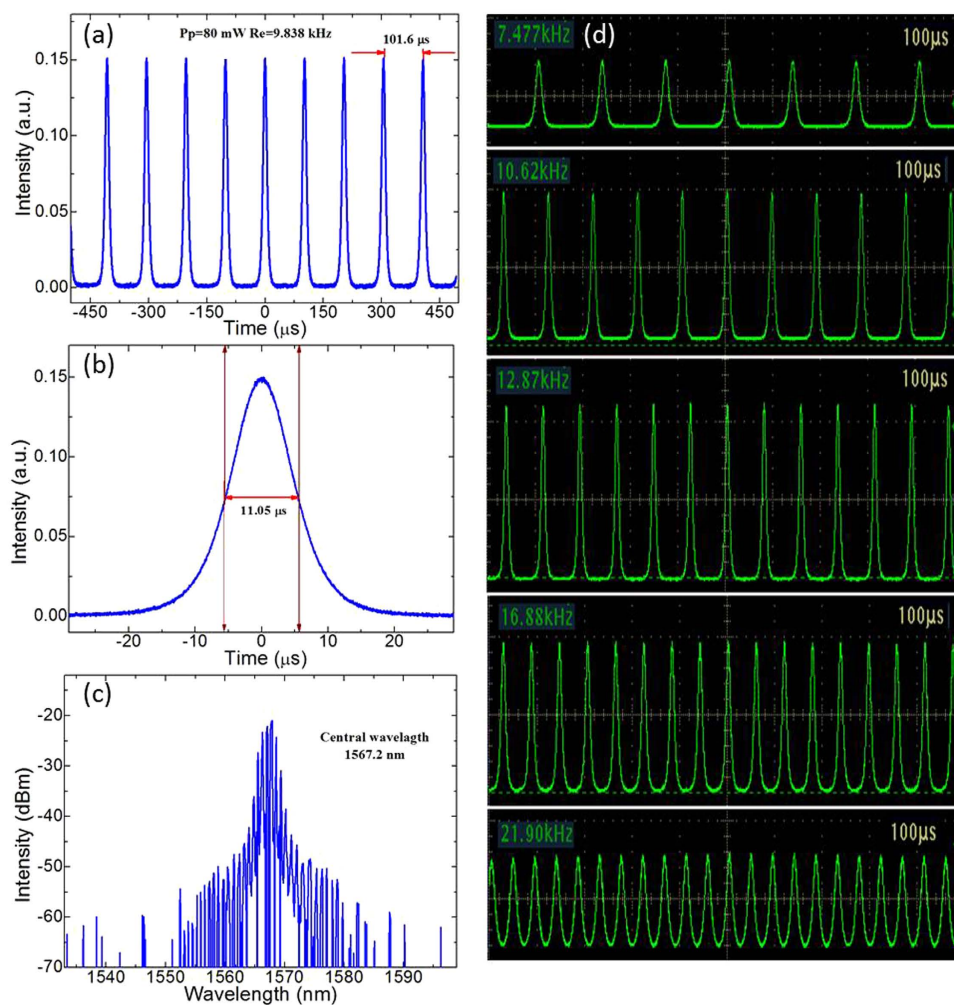 (a)
Pp=80 mW Re=9.838 kHz
101.6 μs
0.15
0.10
0.05
0.00
Intensity (a.u.)
-450 -300 -150 0 150 300 450
Time (μs)
(b)
0.15
0.10
0.05
0.00
Intensity (a.u.)
11.05 μs
-20 -10 0 10 20
Time (μs)
(c)
Central wavelagth
1567.2 nm
-20
-30
-40
-50
-60
-70
Intensity (dBm)
1540 1550 1560 1570 1580 1590
Wavelength (nm)
7.477kHz (d) 100μs
10.62kHz 100μs
12.87kHz 100μs
16.88kHz 100μs
21.90kHz 100μs